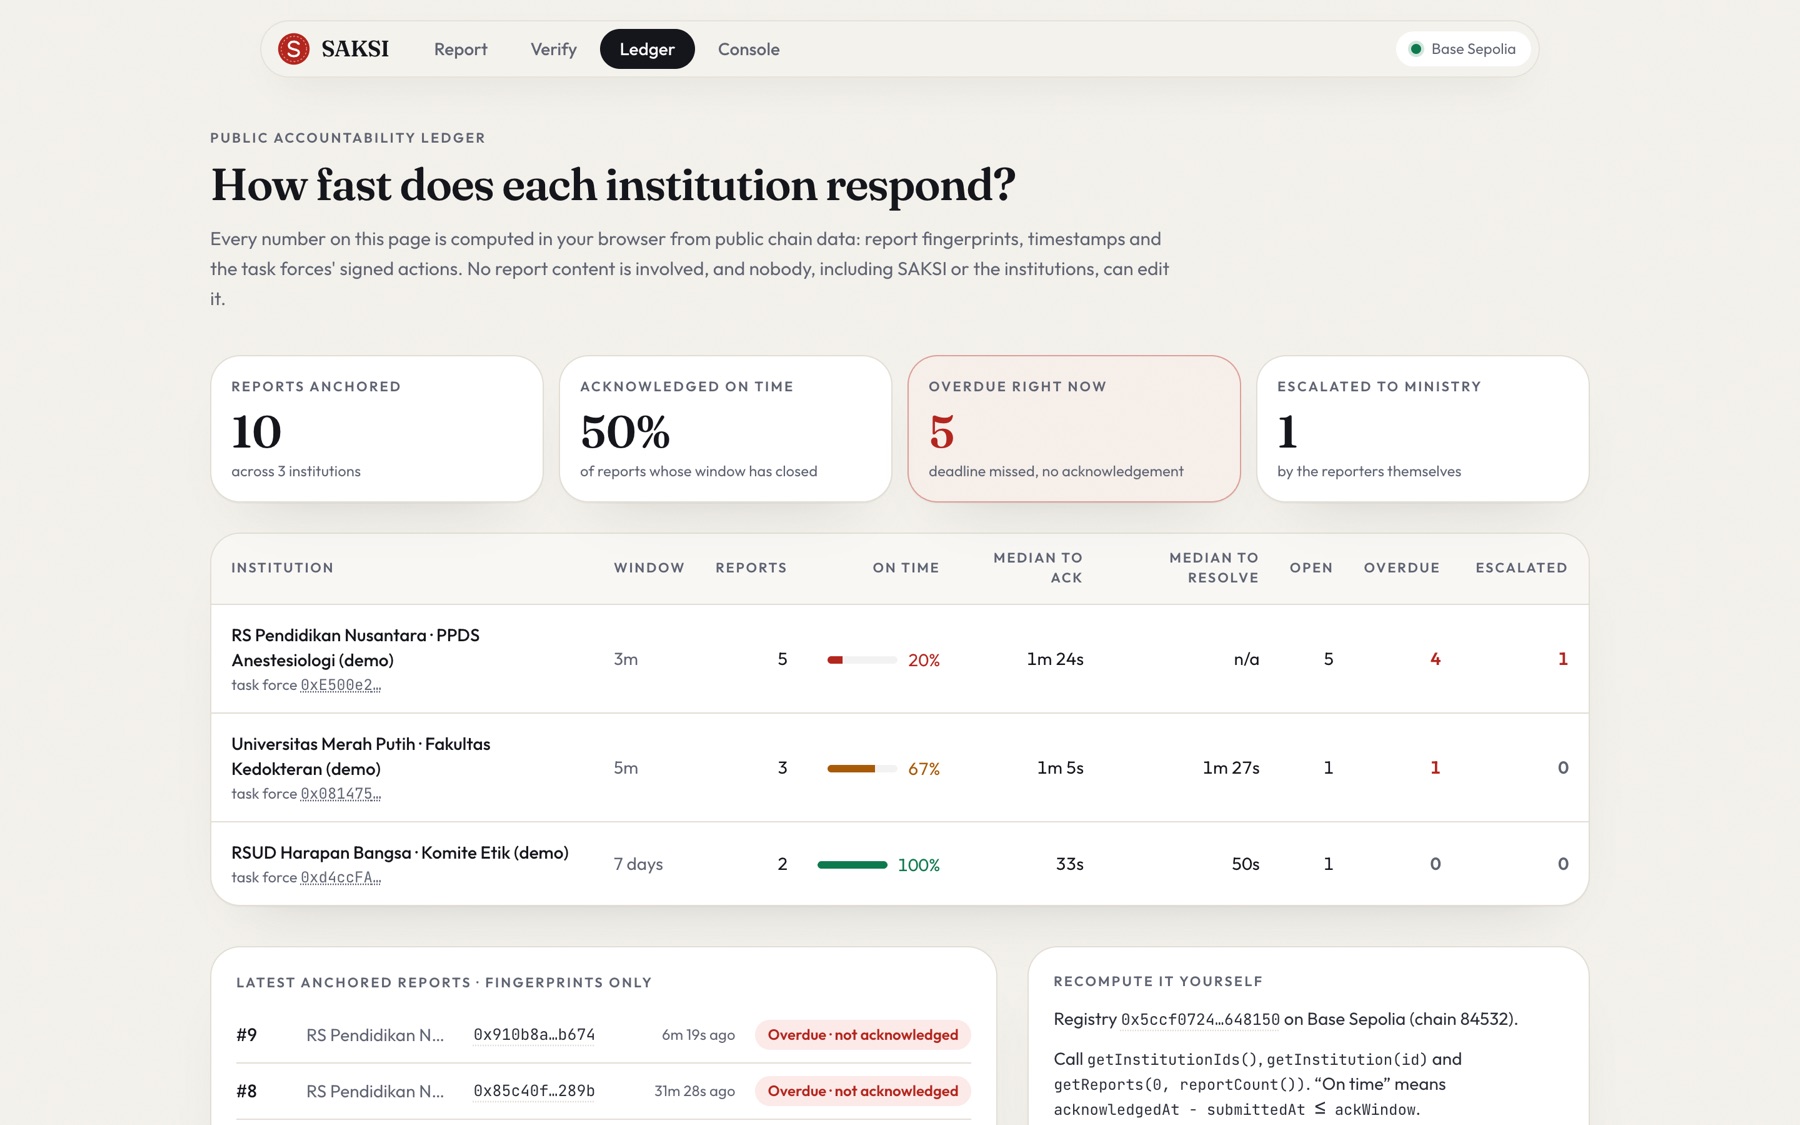 S SAKSI Report Verify Ledger Console Base Sepolia
PUBLIC ACCOUNTABILITY LEDGER
How fast does each institution respond?
Every number on this page is computed in your browser from public chain data: report fingerprints, timestamps and
the task forces' signed actions. No report content is involved, and nobody, including SAKSI or the institutions, can edit
it.
REPORTS ANCHORED
10
across 3 institutions
ACKNOWLEDGED ON TIME
50%
of reports whose window has closed
OVERDUE RIGHT NOW
5
deadline missed, no acknowledgement
ESCALATED TO MINISTRY
1
by the reporters themselves
INSTITUTION WINDOW REPORTS ON TIME MEDIAN TO ACK MEDIAN TO RESOLVE OPEN OVERDUE ESCALATED
RS Pendidikan Nusantara · PPDS
Anestesiologi (demo)
task force 0xE500e2…
3m 5 20% 1m 24s n/a 5 4 1
Universitas Merah Putih · Fakultas
Kedokteran (demo)
task force 0x081475…
5m 3 67% 1m 5s 1m 27s 1 1 0
RSUD Harapan Bangsa · Komite Etik (demo)
task force 0xd4ccFA…
7 days 2 100% 33s 50s 1 0 0
LATEST ANCHORED REPORTS · FINGERPRINTS ONLY
#9 RS Pendidikan N… 0x910b8a…b674 6m 19s ago Overdue · not acknowledged
#8 RS Pendidikan N… 0x85c40f…289b 31m 28s ago Overdue · not acknowledged
RECOMPUTE IT YOURSELF
Registry 0x5ccf0724…648150 on Base Sepolia (chain 84532).
Call getInstitutionIds(), getInstitution(id) and
getReports(0, reportCount()). “On time” means
acknowledgedAt - submittedAt ≤ ackWindow.